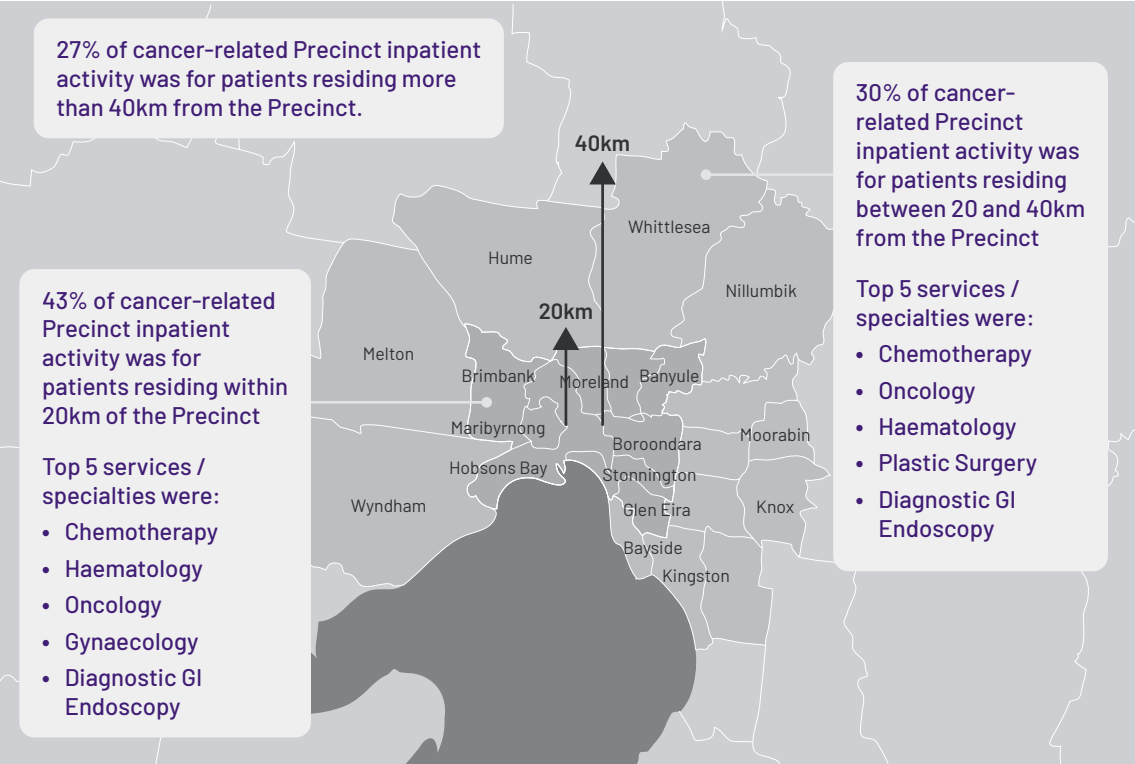 27% of cancer-related Precinct inpatient
activity was for patients residing more
than 40km from the Precinct.
30% of cancer-
related Precinct
inpatient activity was
for patients residing
between 20 and 40km
from the Precinct
Top 5 services /
specialties were:
• Chemotherapy
• Oncology
• Haematology
• Plastic Surgery
• Diagnostic GI
Endoscopy
43% of cancer-related
Precinct inpatient
activity was for
patients residing within
20km of the Precinct
Top 5 services /
specialties were:
• Chemotherapy
• Haematology
• Oncology
• Gynaecology
• Diagnostic GI
Endoscopy
40km
Whittlesea
Hume
Nillumbik
20km
Melton
Brimbank
Moreland
Banyule
Maribyrnong
Boroondara
Moorabin
Hobsons Bay
Stonnington
Wyndham
Glen Eira
Knox
Bayside
Kingston